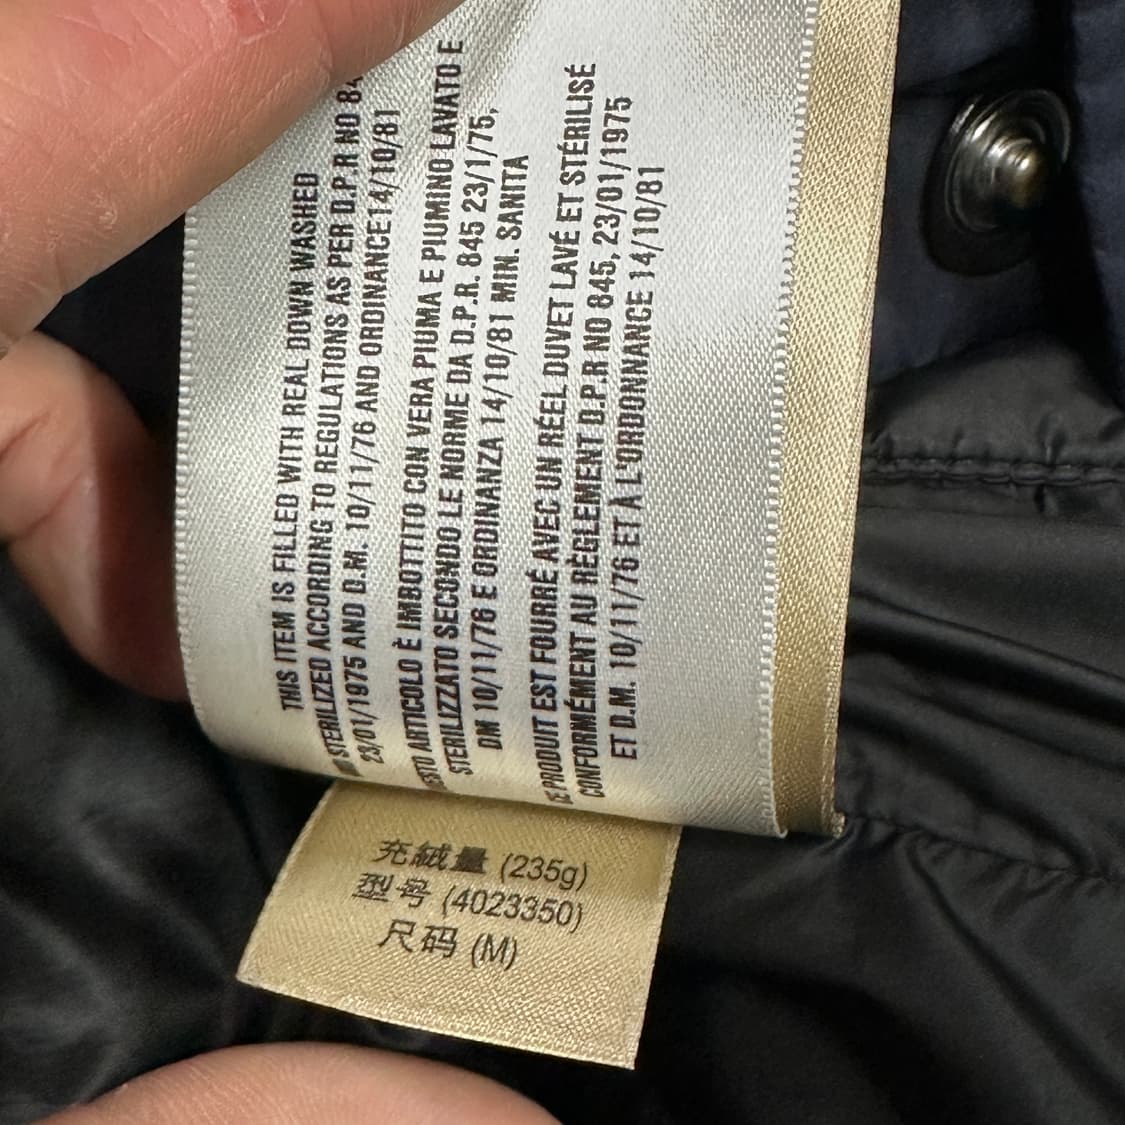 THIS ITEM IS FILLED WITH REAL DOWN WASHED
STERILIZED ACCORDING TO REGULATIONS AS PER D.P.R NO 84
23/01/1975 AND D.M. 10/11/76 AND ORDINANCE14/10/81
ESTO ARTICOLO È IMBOTTITO CON VERA PIUMA E PIUMINO LAVATO E
STERILIZZATO SECONDO LE NORME DA D.P.R. 845 23/1/75,
DM 10/11/76 E ORDINANZA 14/10/81 MIN. SANITA
CE PRODUIT EST FOURRÉ AVEC UN RÉEL DUVET LAVÉ ET STÉRILISÉ
CONFORMÉMENT AU RÈGLEMENT D.P.R NO 845, 23/01/1975
ET D.M. 10/11/76 ET À L'ORDONNANCE 14/10/81
充絨量 (235g)
型号 (4023350)
尺码 (M)